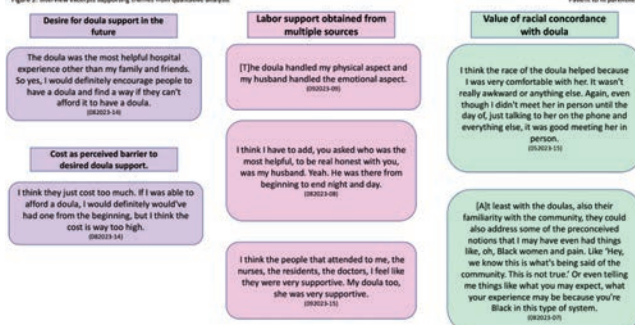 Desire for doula support in the
future
The doula was the most helpful hospital
experience other than my family and friends.
So yes, I would definitely encourage people to
have a doula and find a way if they can't
afford it to have a doula.
(082023-14)
Cost as perceived barrier to
desired doula support.
I think they just cost too much. If I was able to
afford a doula, I would definitely would've
had one from the beginning, but I think the
cost is way too high.
(082023-14)
Labor support obtained from
multiple sources
[T]he doula handled my physical aspect and
my husband handled the emotional aspect.
(092023-09)
I think I have to add, you asked who was the
most helpful, to be real honest with you,
was my husband. Yeah. He was there from
beginning to end night and day.
(082023-08)
I think the people that attended to me, the
nurses, the residents, the doctors, I feel like
they were very supportive. My doula too,
she was very supportive.
(092023-15)
Value of racial concordance
with doula
I think the race of the doula helped because
I was very comfortable with her. It wasn't
really awkward or anything else. Again, even
though I didn't meet her in person until the
day of, just talking to her on the phone and
everything else, it was good meeting her in
person.
(052023-15)
[A]t least with the doulas, also their
familiarity with the community, they could
also address some of the preconceived
notions that I may have even had things
like, oh, Black women and pain. Like 'Hey,
we know this is what's being said of the
community. This is not true.' Or even telling
me things like what you may expect, what
your experience may be because you're
Black in this type of system.
(082023-07)